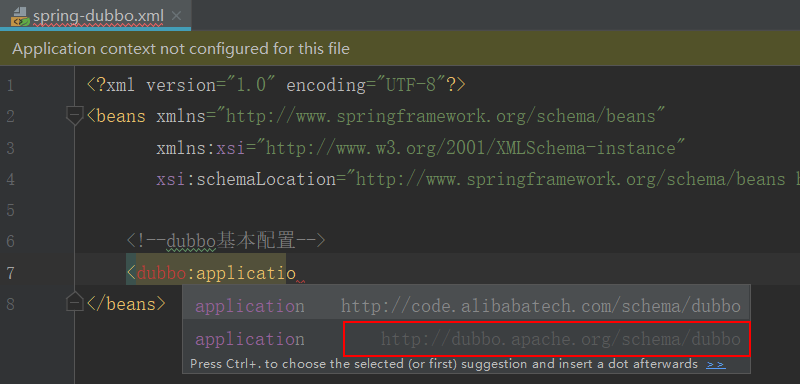 spring-dubbo.xml
Application context not configured for this file
1 <?xml version="1.0" encoding="UTF-8"?>
2 <beans xmlns="http://www.springframework.org/schema/beans"
3 xmlns:xsi="http://www.w3.org/2001/XMLSchema-instance"
4 xsi:schemaLocation="http://www.springframework.org/schema/beans h
5
6 <!--dubbo基本配置-->
7 <dubbo:applicatio
8 </beans>
application http://code.alibabatech.com/schema/dubbo
application http://dubbo.apache.org/schema/dubbo
Press Ctrl+. to choose the selected (or first) suggestion and insert a dot afterwards >>